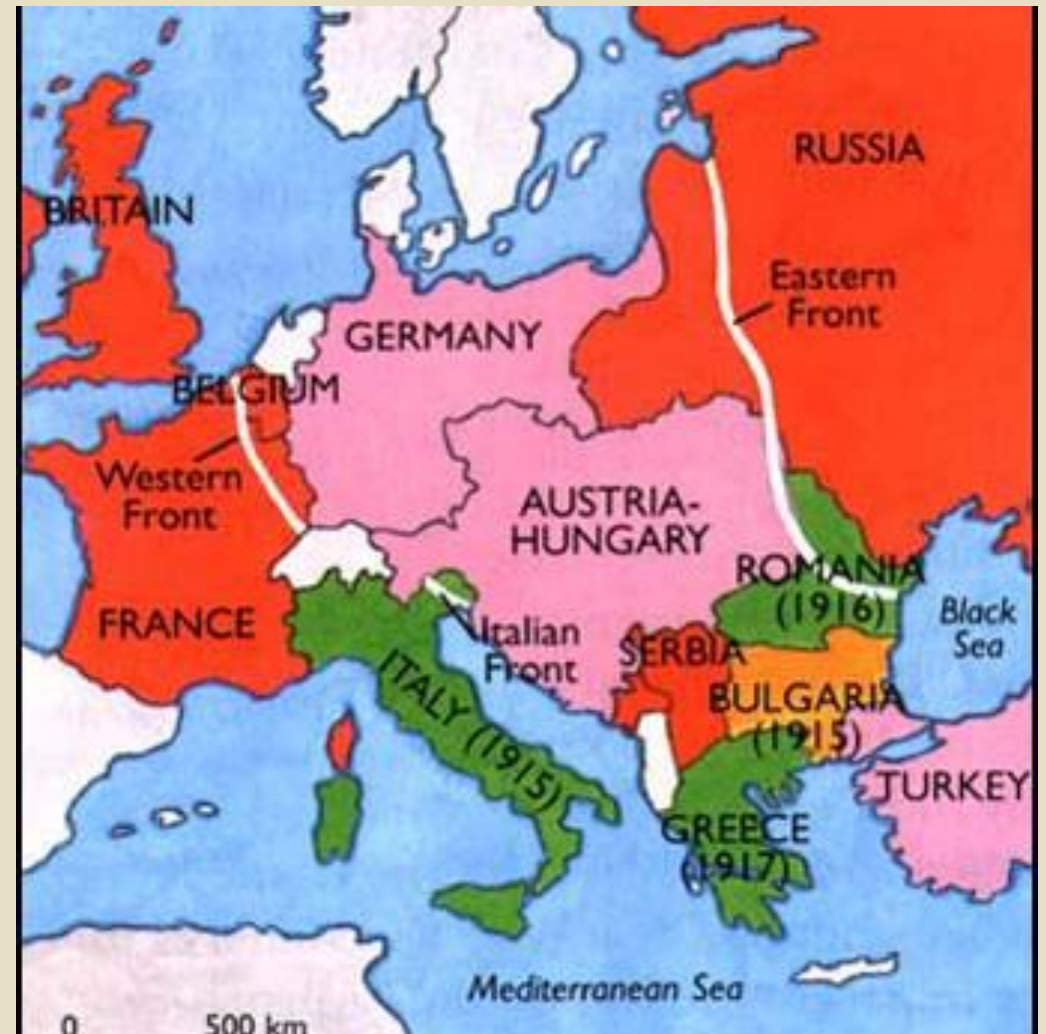 RUSSIA
BRITAIN
Eastern
Front
GERMANY
BELGIUM
Western
Front
AUSTRIA-
HUNGARY
ROMANIA
(1916)
Black
Sea
FRANCE
Italian
Front
SERBIA
ITALY (1915)
BULGARIA
(1915)
TURKEY
GREECE
(1917)
Mediterranean Sea
0 500 km